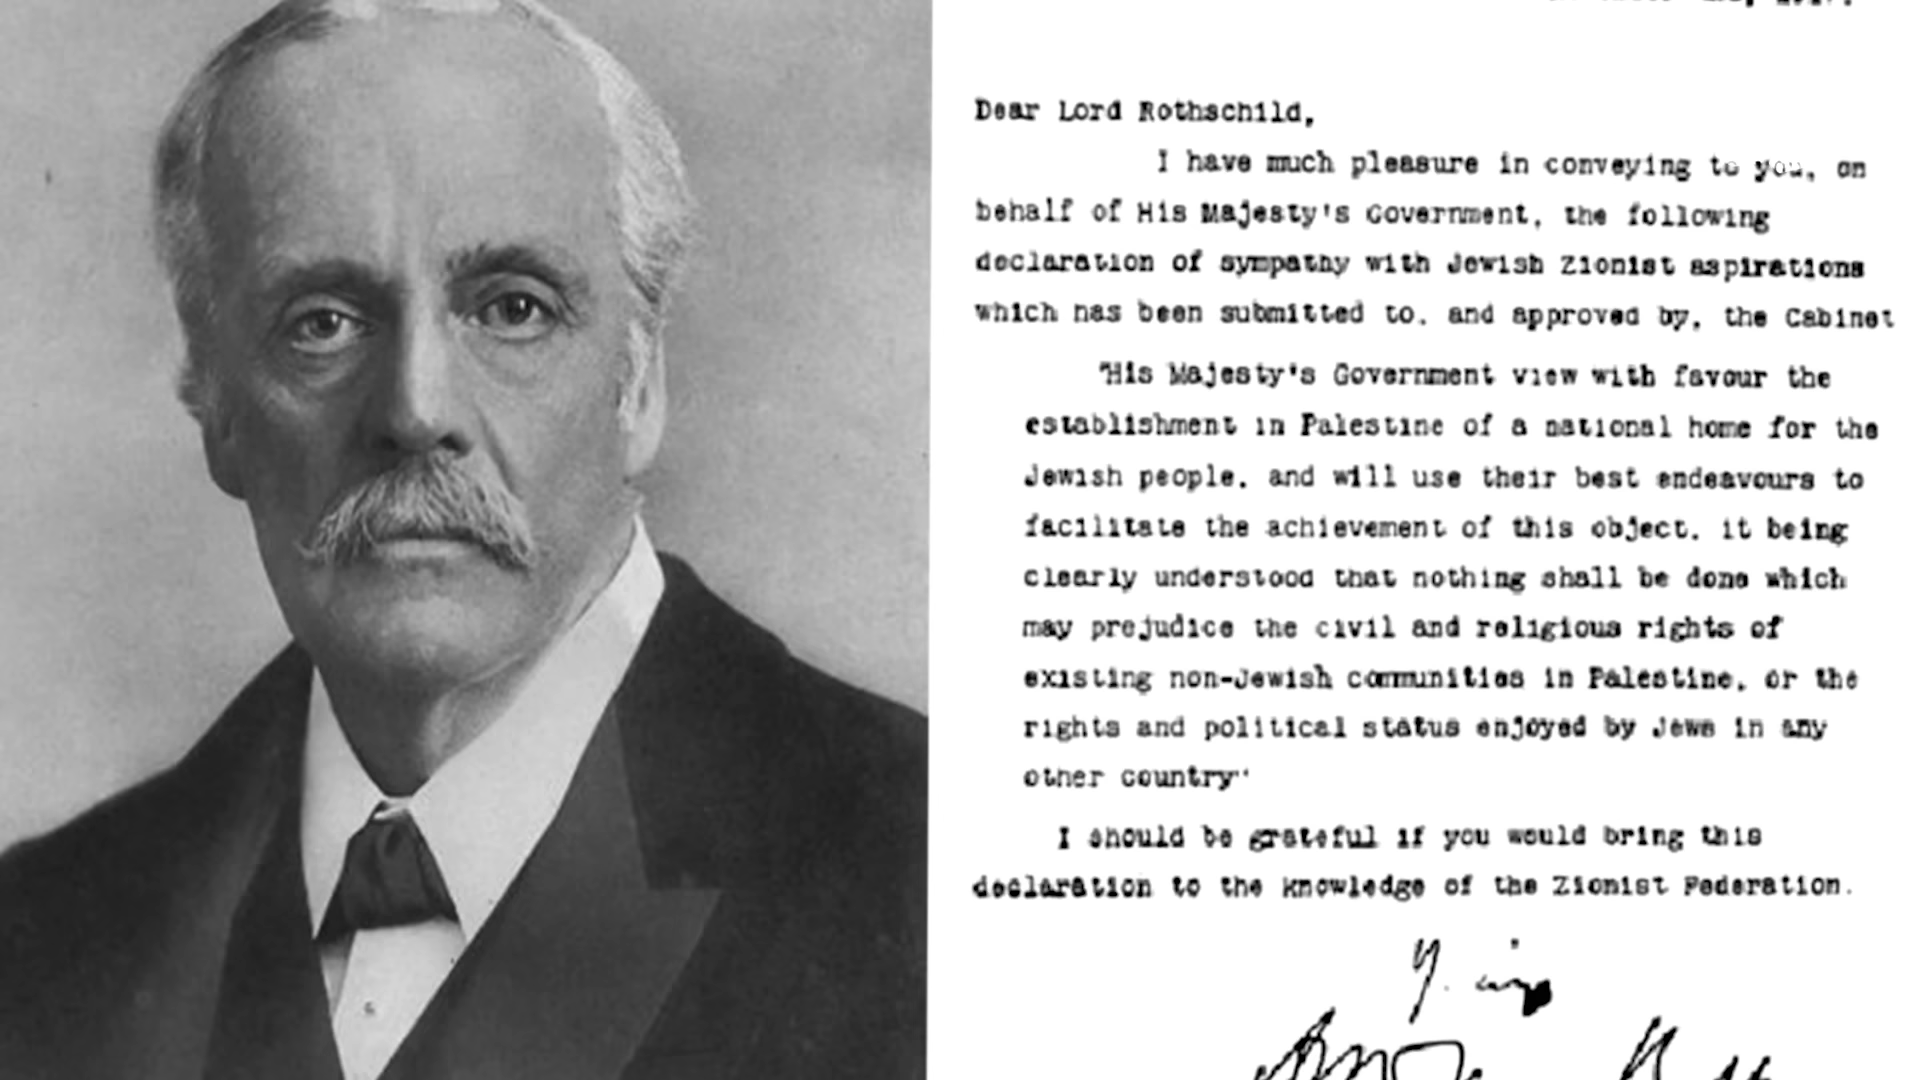 Dear Lord Rothschild,
I have much pleasure in conveying to you, on
behalf of His Majesty's Government, the following
declaration of sympathy with Jewish Zionist aspirations
which has been submitted to, and approved by, the Cabinet
"His Majesty's Government view with favour the
establishment in Palestine of a national home for the
Jewish people, and will use their best endeavours to
facilitate the achievement of this object, it being
clearly understood that nothing shall be done which
may prejudice the civil and religious rights of
existing non-Jewish communities in Palestine, or the
rights and political status enjoyed by Jews in any
other country"
I should be grateful if you would bring this
declaration to the knowledge of the Zionist Federation.